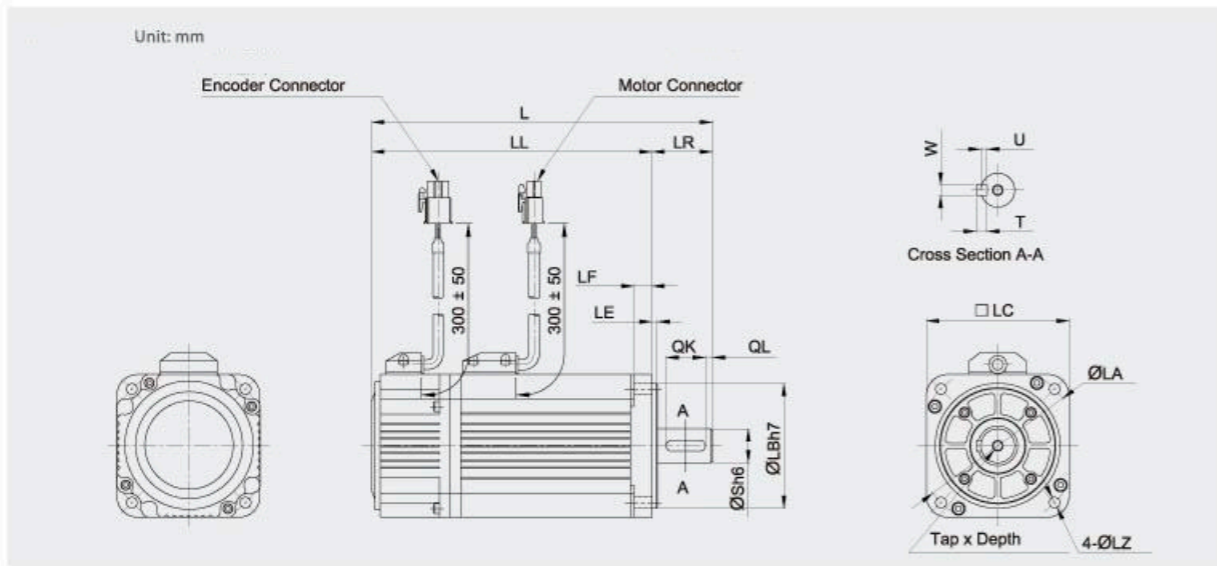 Unit: mm
Encoder Connector
Motor Connector
L
LL
LR
W
U
T
Cross Section A-A
300 ± 50
300 ± 50
LF
LE
QK
QL
□ LC
ØLA
A
A
ØSh6
ØLBh7
Tap x Depth
4-ØLZ